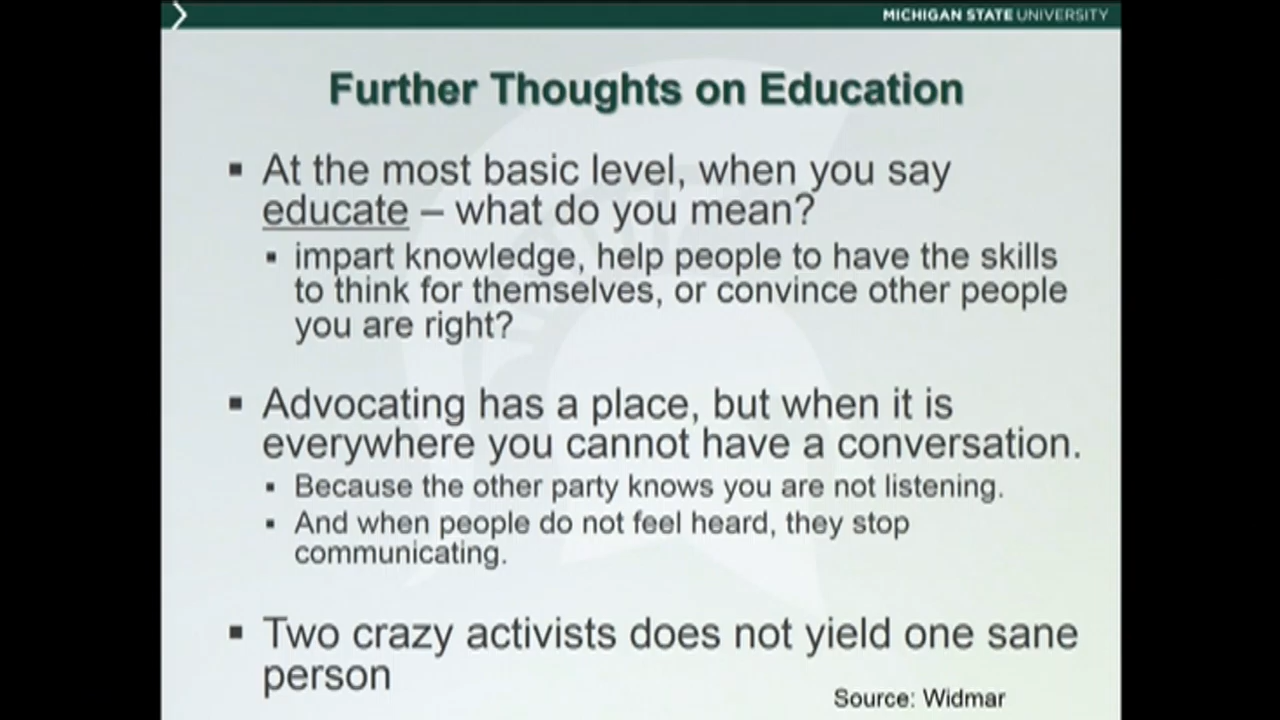 MICHIGAN STATE UNIVERSITY
Further Thoughts on Education
▪ At the most basic level, when you say
educate – what do you mean?
▪ impart knowledge, help people to have the skills
to think for themselves, or convince other people
you are right?
▪ Advocating has a place, but when it is
everywhere you cannot have a conversation.
▪ Because the other party knows you are not listening.
▪ And when people do not feel heard, they stop
communicating.
▪ Two crazy activists does not yield one sane
person
Source: Widmar